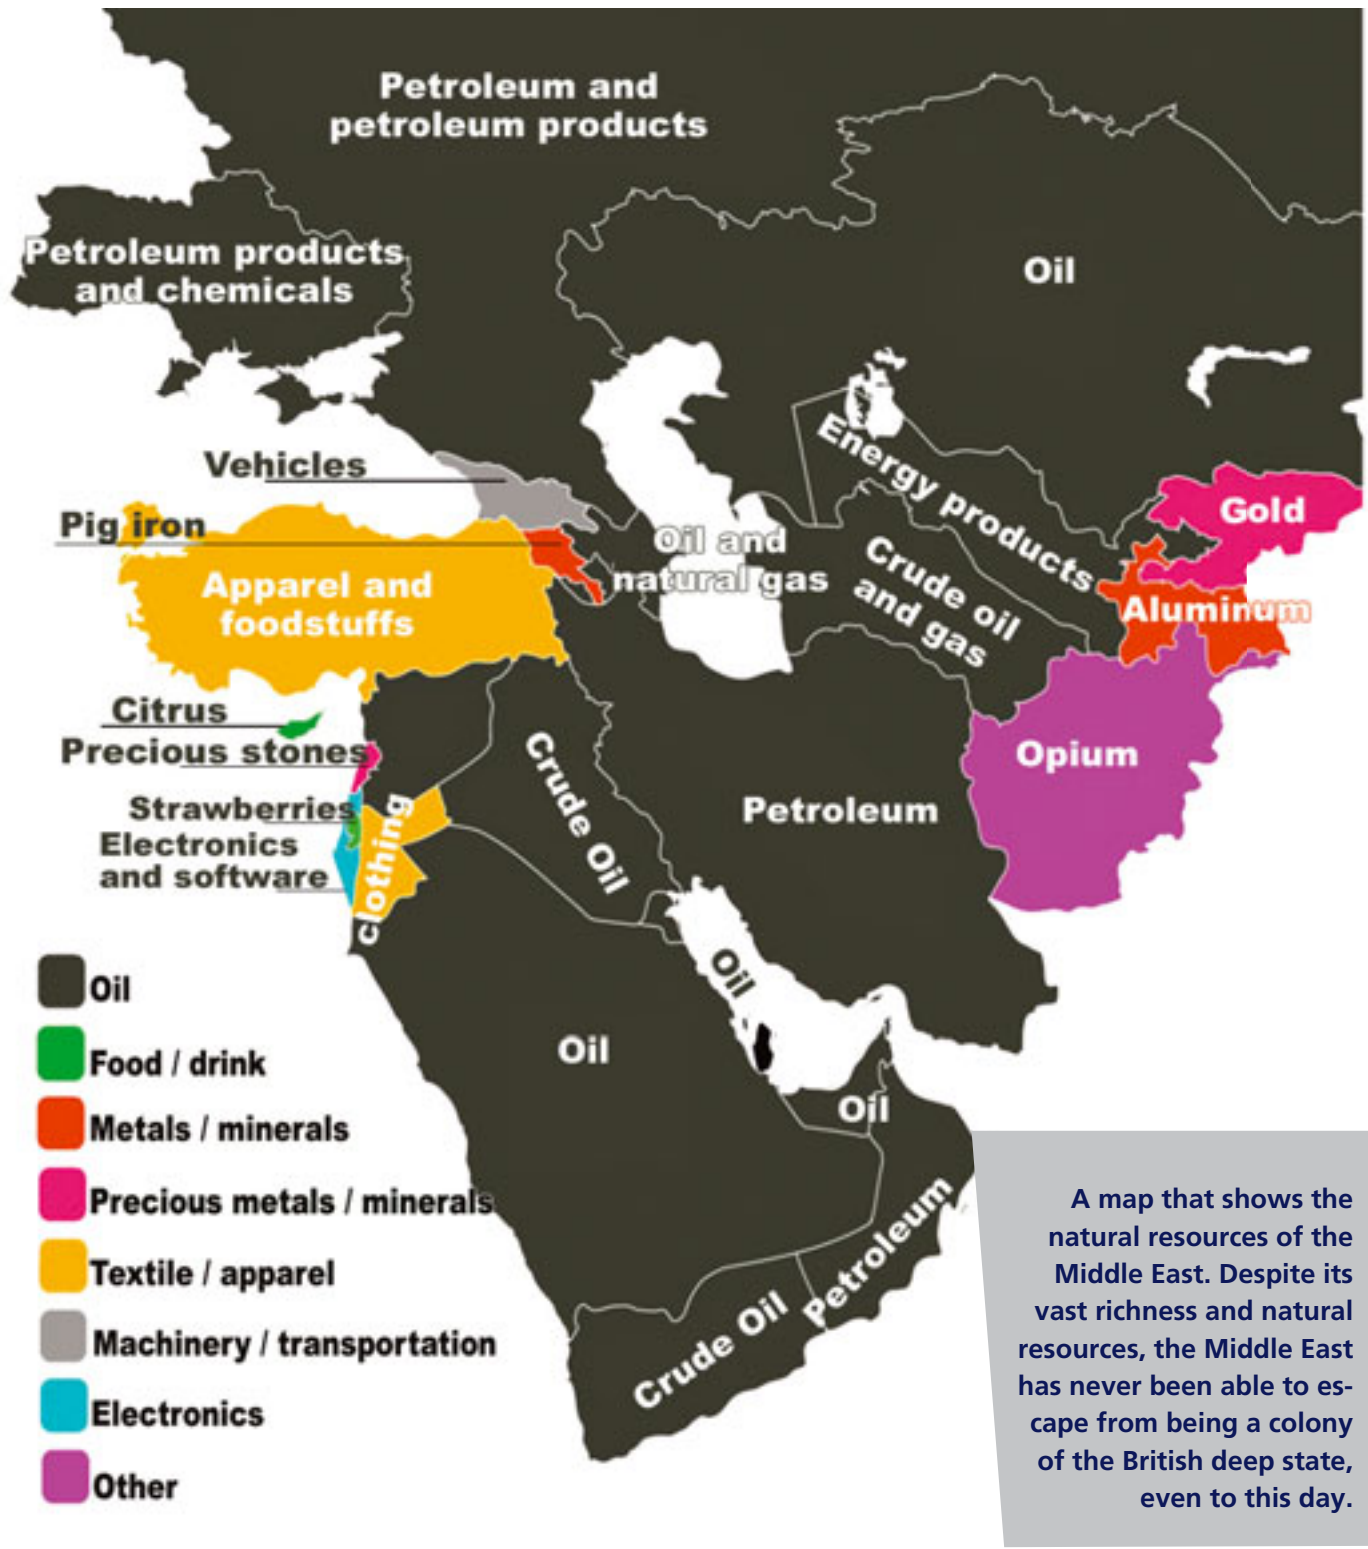 Petroleum and
petroleum products
Petroleum products
and chemicals
Oil
Energy products
Vehicles
Gold
Pig iron
Oil and
natural gas
Crude oil
and gas
Apparel and
foodstuffs
Aluminum
Citrus
Precious stones
Opium
Crude Oil
Petroleum
Strawberries
Electronics
and software
clothing
Oil
Oil
Oil
Petroleum
Crude Oil
Oil
Food / drink
Metals / minerals
Precious metals / minerals
Textile / apparel
Machinery / transportation
Electronics
Other
A map that shows the
natural resources of the
Middle East. Despite its
vast richness and natural
resources, the Middle East
has never been able to es-
cape from being a colony
of the British deep state,
even to this day.